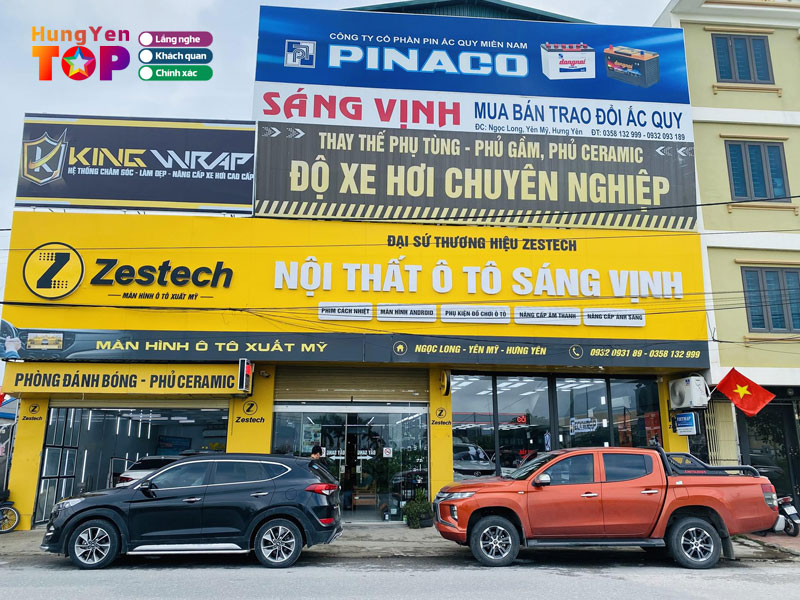 HưngYen
TOP
Lắng nghe
Khách quan
Chính xác
CÔNG TY CỔ PHẦN PIN ẮC QUY MIỀN NAM
PINACO
dongnai
SÁNG VỊNH
MUA BÁN TRAO ĐỔI ẮC QUY
ĐC: Ngọc Long, Yên Mỹ, Hưng Yên ĐT: 0358 132 999 - 0932 093 189
THAY THẾ PHỤ TÙNG - PHỦ GẦM, PHỦ CERAMIC
ĐỘ XE HƠI CHUYÊN NGHIỆP
KING WRAP
HỆ THỐNG CHĂM SÓC - LÀM ĐẸP - NÂNG CẤP XE HƠI CAO CẤP
ĐẠI SỨ THƯƠNG HIỆU ZESTECH
Zestech
MÀN HÌNH Ô TÔ XUẤT MỸ
NỘI THẤT Ô TÔ SÁNG VỊNH
PHIM CÁCH NHIỆT
MÀN HÌNH ANDROID
PHỤ KIỆN ĐỒ CHƠI Ô TÔ
NÂNG CẤP ÂM THANH
NÂNG CẤP ÁNH SÁNG
MÀN HÌNH Ô TÔ XUẤT MỸ
NGỌC LONG - YÊN MỸ - HƯNG YÊN
0932 0931 89 - 0358 132 999
PHÒNG ĐÁNH BÓNG - PHỦ CERAMIC
Zestech
Zestech
Zestech